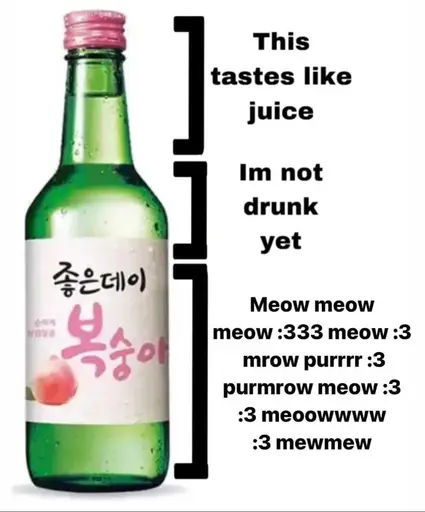 This
tastes like
juice
Im not
drunk
yet
좋은데이
복숭아
Meow meow
meow :333 meow :3
mrow purrrr :3
purmrow meow :3
:3 meoowwww
:3 mewmew